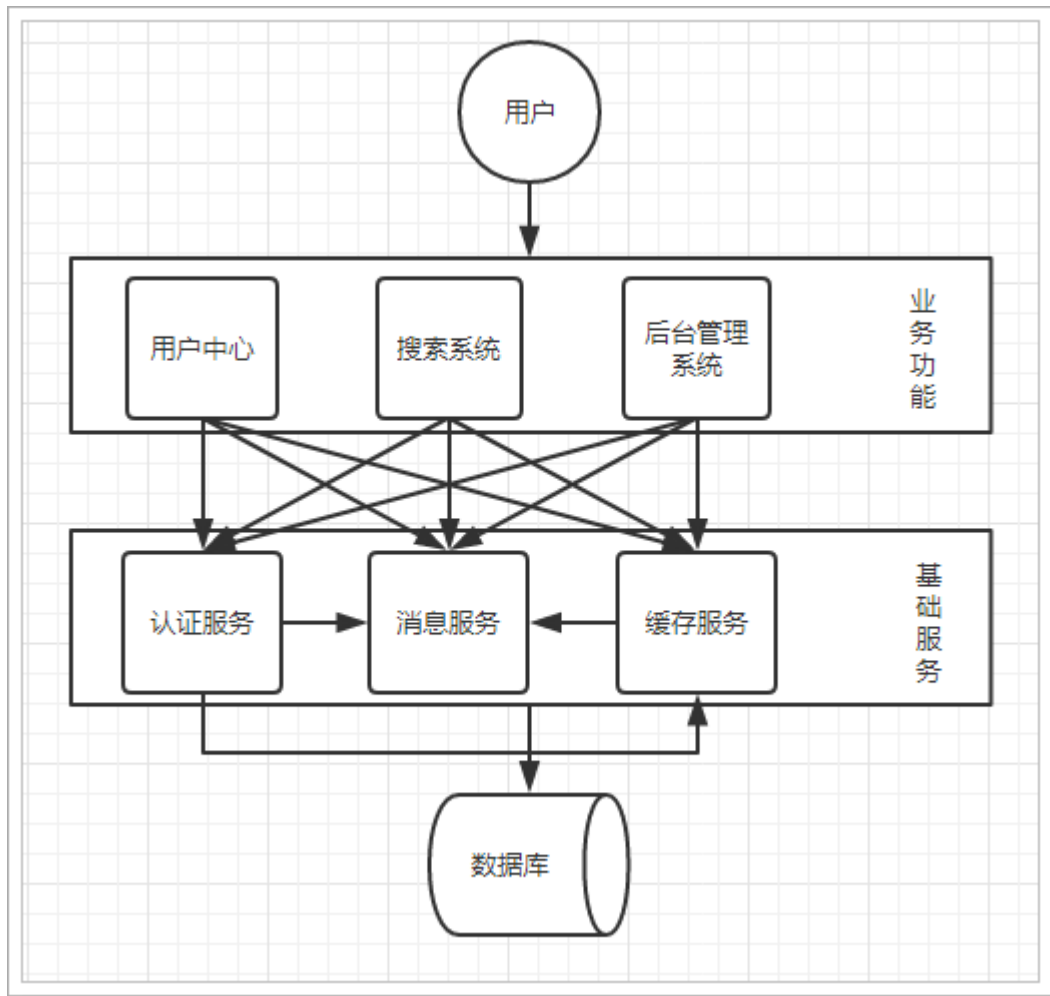 用户
用户中心
搜索系统
后台管理
系统
业
务
功
能
认证服务
消息服务
缓存服务
基
础
服
务
数据库